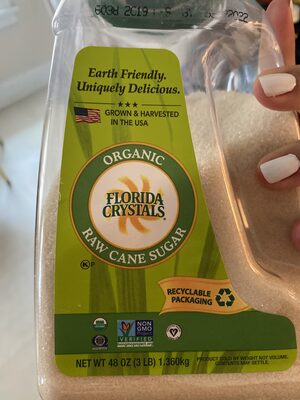 Earth Friendly.
Uniquely Delicious.
GROWN & HARVESTED
IN THE USA
ORGANIC
FLORIDA
CRYSTALS
RAW CANE SUGAR
K P
RECYCLABLE
PACKAGING
USDA
NON
GMO
VERIFIED
NET WT 48 OZ (3 LB) 1.360kg
PRODUCT SOLD BY WEIGHT NOT VOLUME.
CONTENTS MAY SETTLE.